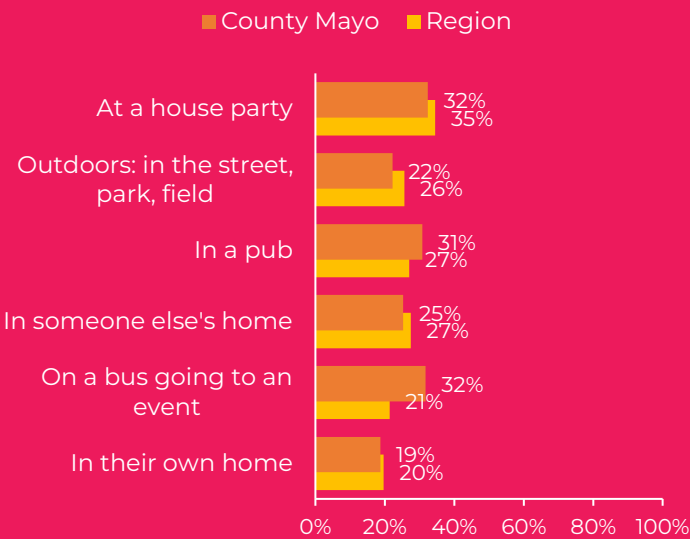 County Mayo Region
At a house party
32%
35%
Outdoors: in the street,
park, field
22%
26%
In a pub
31%
27%
In someone else's home
25%
27%
On a bus going to an
event
32%
21%
In their own home
19%
20%
0% 20% 40% 60% 80% 100%